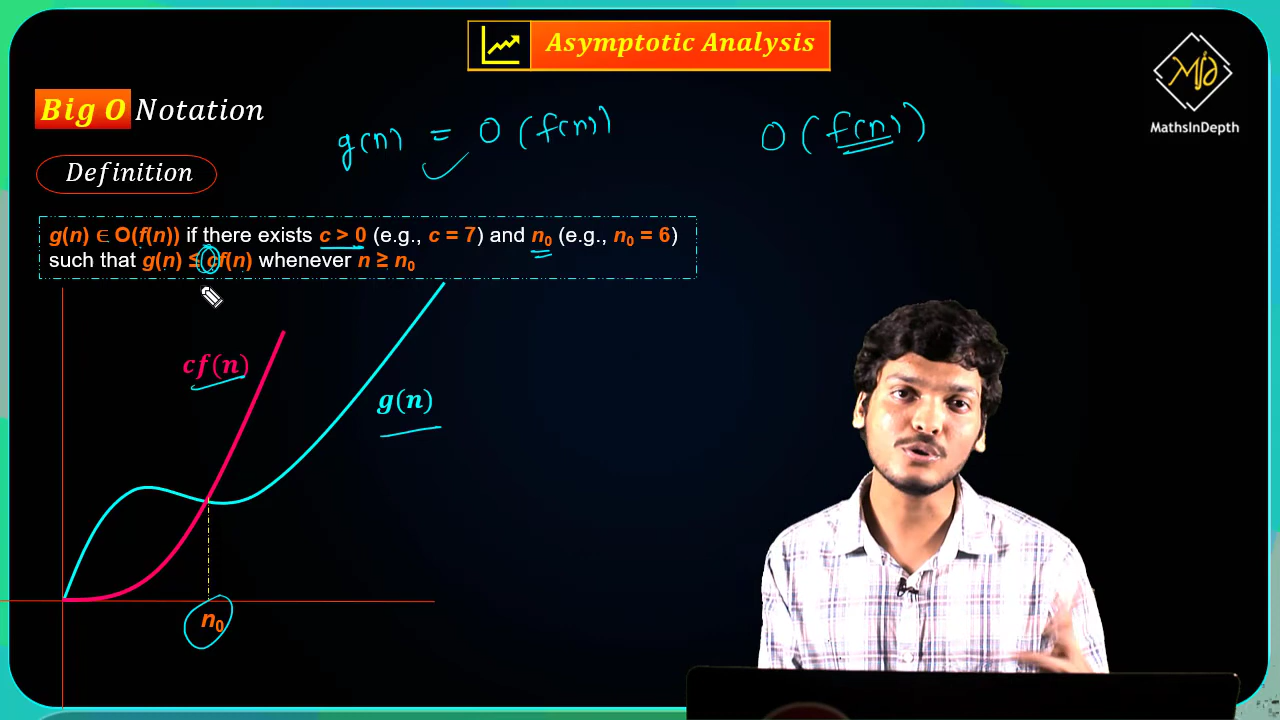 Asymptotic Analysis
MJD
MathsInDepth
Big O Notation
g(n) = O (f(n))
O (f(n))
Definition
g(n) ∈ O(f(n)) if there exists c > 0 (e.g., c = 7) and n₀ (e.g., n₀ = 6)
such that g(n) ≤ cf(n) whenever n ≥ n₀
cf(n)
g(n)
n₀